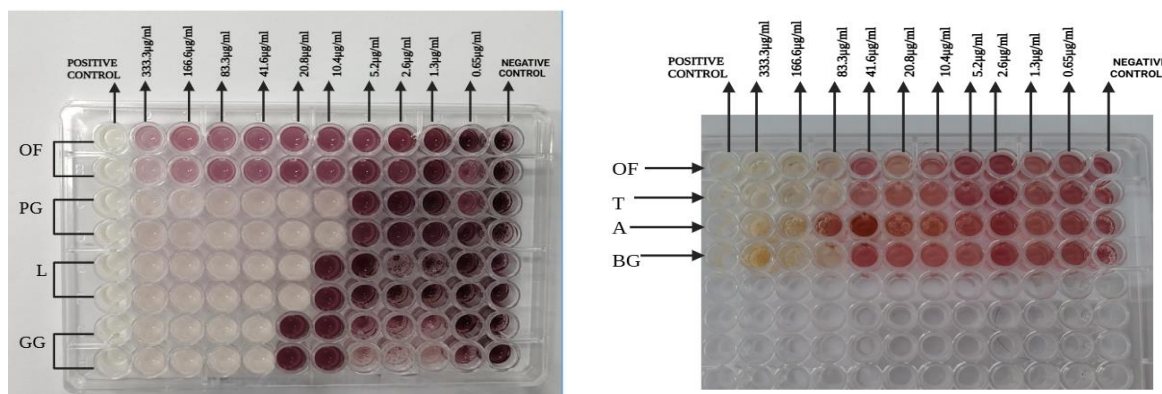 333.3µg/ml
166.6µg/ml
83.3µg/ml
41.6µg/ml
20.8µg/ml
10.4µg/ml
5.2µg/ml
2.6µg/ml
1.3µg/ml
0.65µg/ml
POSITIVE
CONTROL
NEGATIVE
CONTROL
OF
PG
L
GG
333.3µg/ml
166.6µg/ml
83.3µg/ml
41.6µg/ml
20.8µg/ml
10.4µg/ml
5.2µg/ml
2.6µg/ml
1.3µg/ml
0.65µg/ml
POSITIVE
CONTROL
NEGATIVE
CONTROL
OF
T
A
BG